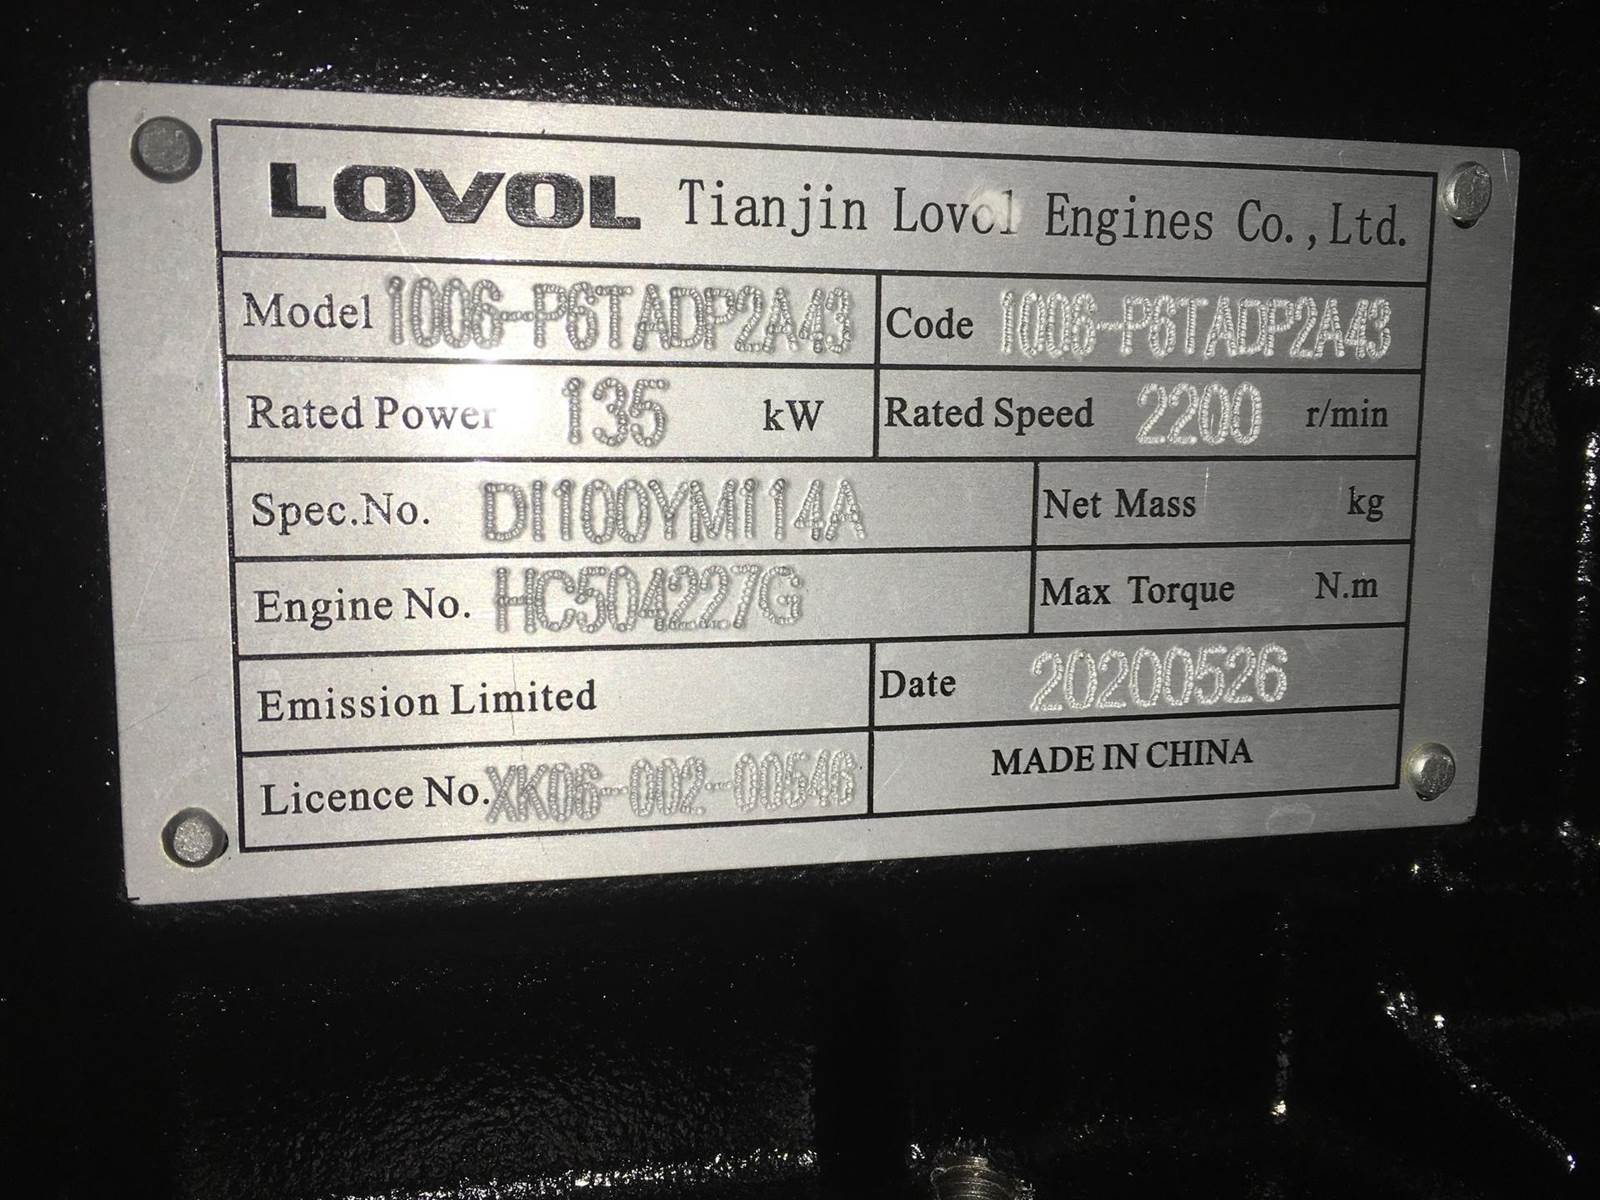 LOVOL Tianjin Lovol Engines Co.,Ltd.
Model 1006-P6TADP2A43 Code 1006-P6TADP2A43
Rated Power 135 kW Rated Speed 2200 r/min
Spec.No. DI100YMI14A Net Mass kg
Engine No. HC504227G Max Torque N.m
Emission Limited Date 20200526
Licence No. XK06-002-00546 MADE IN CHINA